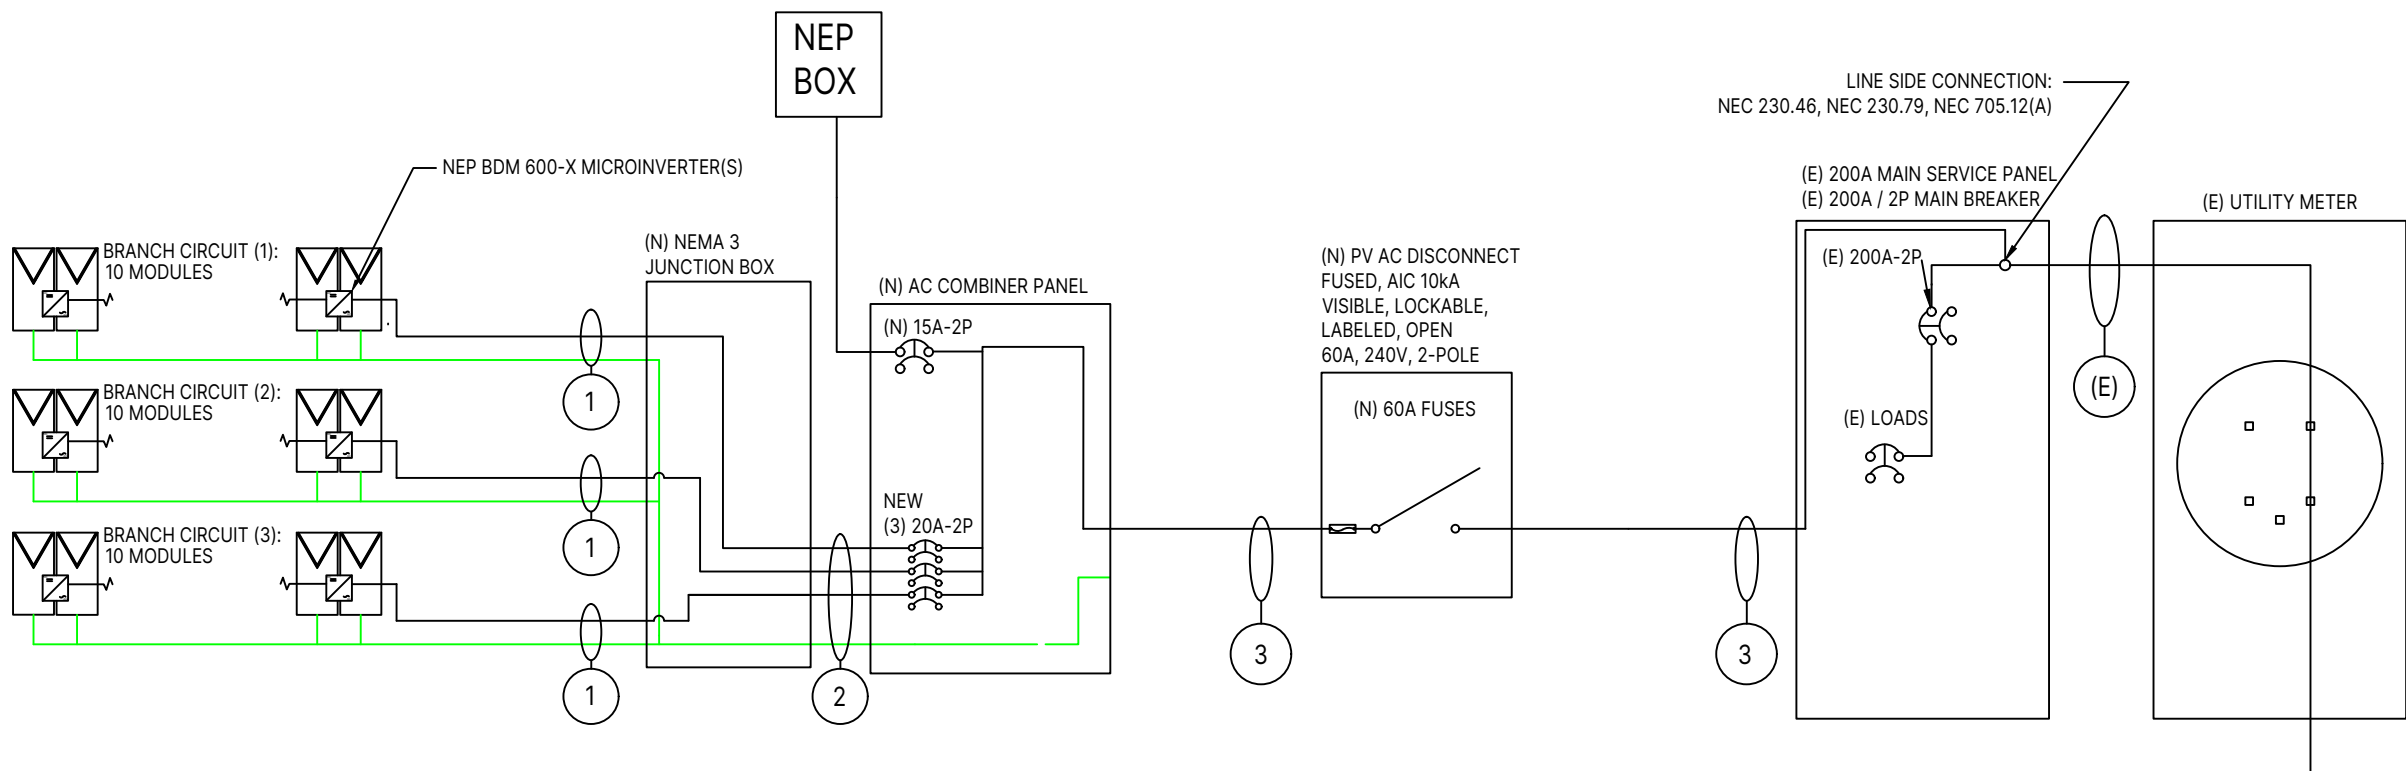 NEP
BOX
LINE SIDE CONNECTION:
NEC 230.46, NEC 230.79, NEC 705.12(A)
NEP BDM 600-X MICROINVERTER(S)
(E) 200A MAIN SERVICE PANEL
(E) 200A / 2P MAIN BREAKER
(E) UTILITY METER
BRANCH CIRCUIT (1):
10 MODULES
(N) NEMA 3
JUNCTION BOX
(N) AC COMBINER PANEL
(N) 15A-2P
(N) PV AC DISCONNECT
FUSED, AIC 10kA
VISIBLE, LOCKABLE,
LABELED, OPEN
60A, 240V, 2-POLE
(E) 200A-2P
(E)
1
BRANCH CIRCUIT (2):
10 MODULES
(N) 60A FUSES
(E) LOADS
1
NEW
(3) 20A-2P
BRANCH CIRCUIT (3):
10 MODULES
1
2
3
3